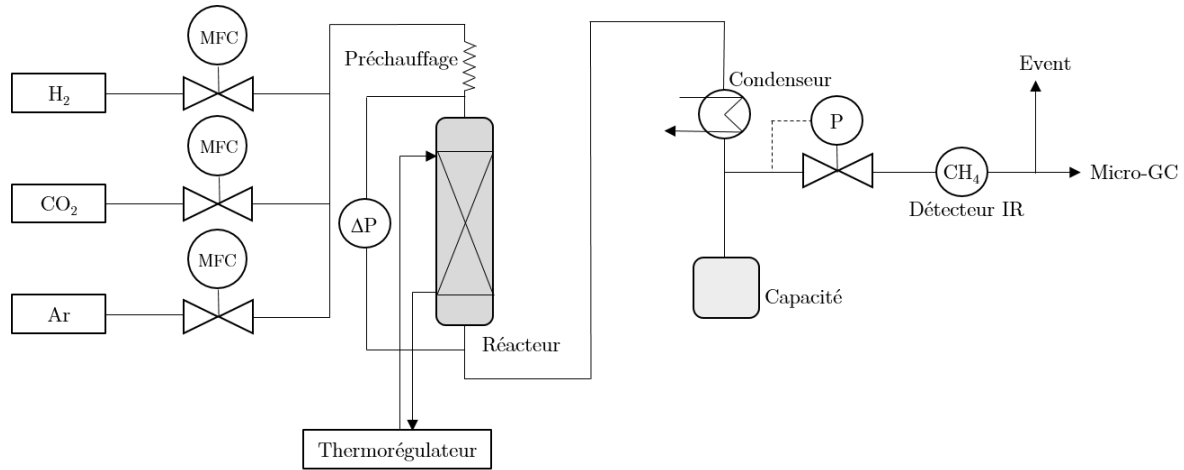 MFC
H₂
MFC
CO₂
MFC
Ar
Préchauffage
ΔP
Réacteur
Thermorégulateur
Condenseur
Capacité
P
CH₄
Détecteur IR
Event
Micro-GC